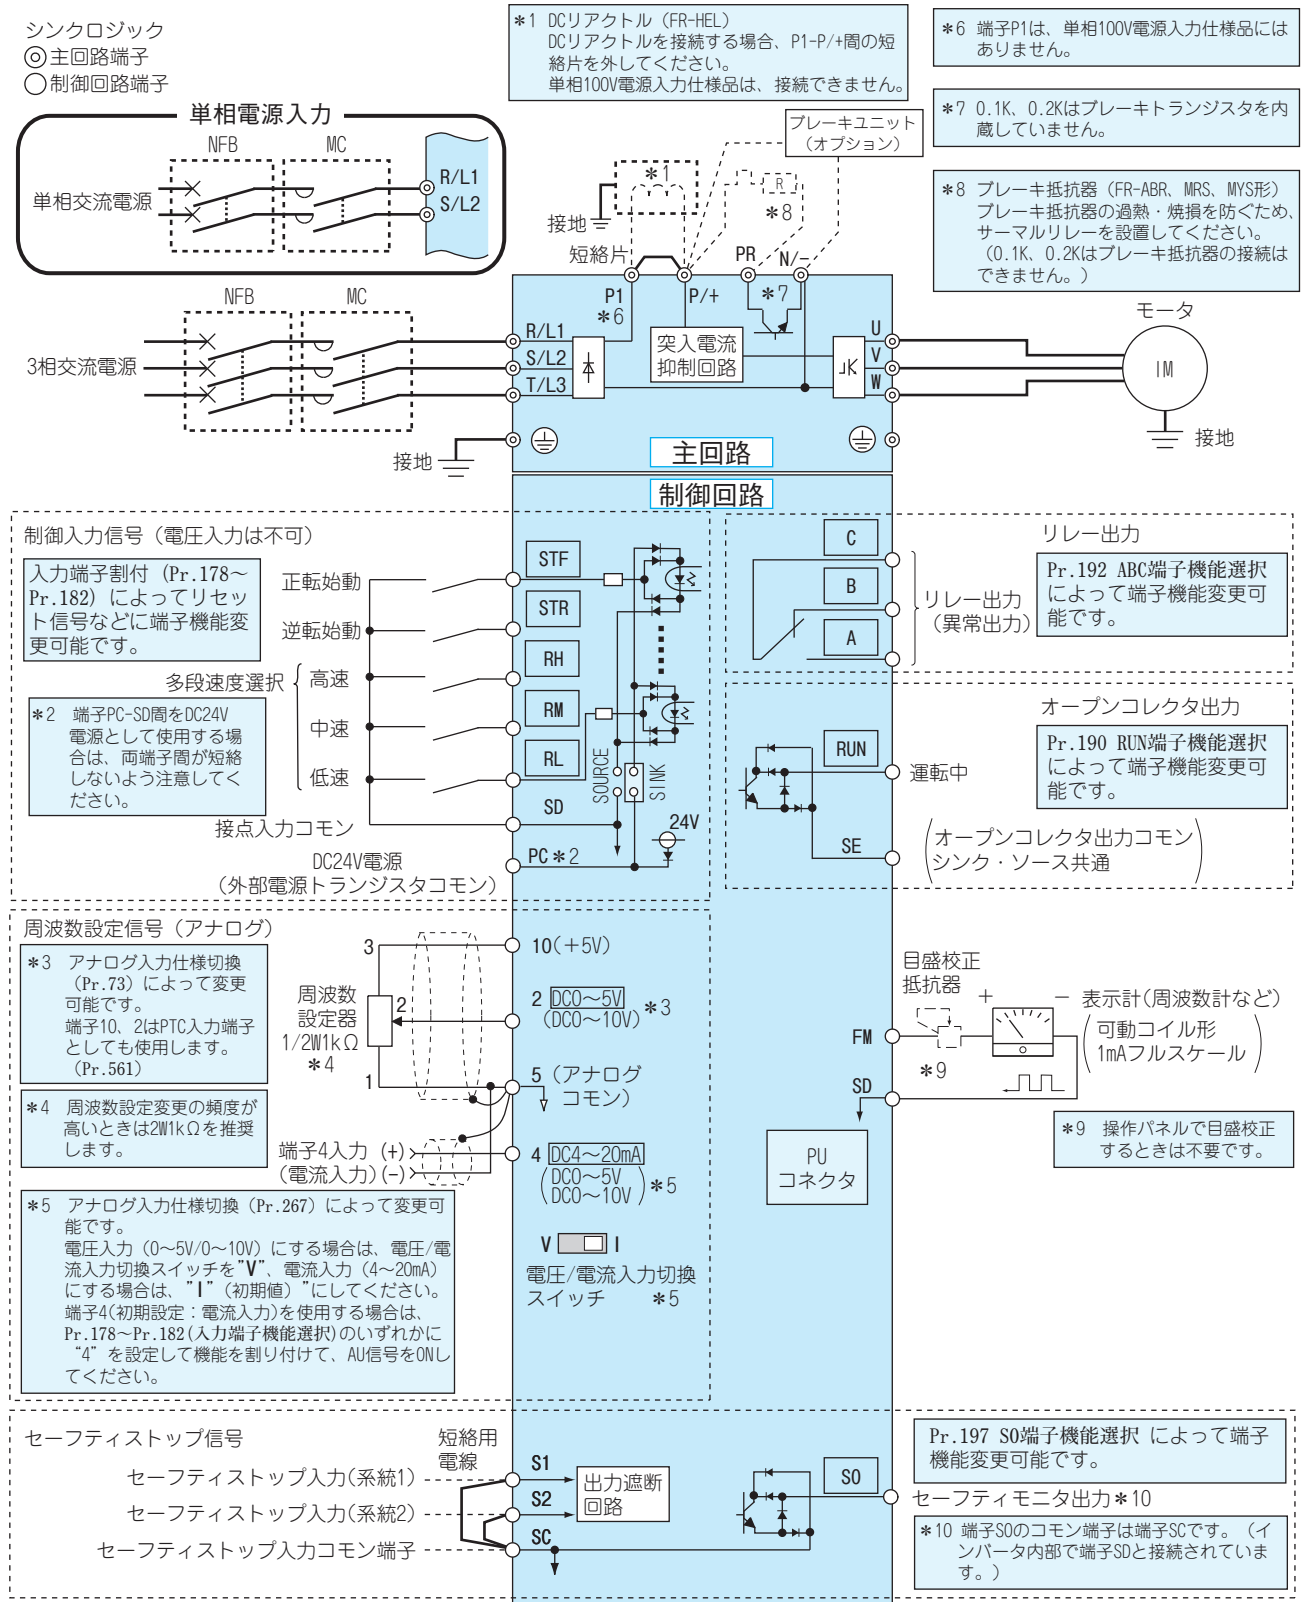 シンクロジック
主回路端子
制御回路端子
単相電源入力
NFB
MC
単相交流電源
R/L1
S/L2
*1 DCリアクトル（FR-HEL）
DCリアクトルを接続する場合、P1-P/+間の短
絡片を外してください。
単相100V電源入力仕様品は、接続できません。
*6 端子P1は、単相100V電源入力仕様品には
ありません。
*7 0.1K、0.2Kはブレーキトランジスタを内
蔵していません。
*8 ブレーキ抵抗器（FR-ABR、MRS、MYS形）
ブレーキ抵抗器の過熱・焼損を防ぐため、
サーマルリレーを設置してください。
（0.1K、0.2Kはブレーキ抵抗器の接続は
できません。）
ブレーキユニット
（オプション）
*1
R
*8
接地
短絡片
PR
N/-
P1
*6
P/+
*7
NFB
MC
3相交流電源
R/L1
S/L2
T/L3
突入電流
抑制回路
U
V
W
モータ
IM
接地
接地
主回路
制御回路
制御入力信号（電圧入力は不可）
入力端子割付（Pr.178～
Pr.182）によってリセッ
ト信号などに端子機能変
更可能です。
正転始動
逆転始動
多段速度選択
高速
中速
低速
*2 端子PC-SD間をDC24V
電源として使用する場
合は、両端子間が短絡
しないよう注意してく
ださい。
接点入力コモン
DC24V電源
（外部電源トランジスタコモン）
STF
STR
RH
RM
RL
SD
PC*2
SOURCE
SINK
24V
C
B
A
リレー出力
リレー出力
（異常出力）
Pr.192 ABC端子機能選択
によって端子機能変更可
能です。
オープンコレクタ出力
RUN
運転中
Pr.190 RUN端子機能選択
によって端子機能変更可
能です。
SE
オープンコレクタ出力コモン
シンク・ソース共通
周波数設定信号（アナログ）
*3 アナログ入力仕様切換
（Pr.73）によって変更
可能です。
端子10、2はPTC入力端子
としても使用します。
（Pr.561）
*4 周波数設定変更の頻度が
高いときは2W1kΩを推奨
します。
周波数
設定器
1/2W1kΩ
*4
3
2
1
10(＋5V)
2 DC0～5V
(DC0～10V)
*3
5（アナログ
コモン）
端子4入力 (+)
(電流入力)(-)
4 DC4～20mA
(DC0～5V
DC0～10V)
*5
*5 アナログ入力仕様切換（Pr.267）によって変更可
能です。
電圧入力（0～5V/0～10V）にする場合は、電圧/電
流入力切換スイッチを"V"、電流入力（4～20mA）
にする場合は、"I"（初期値）"にしてください。
端子4(初期設定：電流入力)を使用する場合は、
Pr.178～Pr.182(入力端子機能選択)のいずれかに
“4”を設定して機能を割り付けて、AU信号をONし
てください。
V
I
電圧/電流入力切換
スイッチ *5
目盛校正
抵抗器
+
-
表示計(周波数計など)
可動コイル形
1mAフルスケール
FM
*9
SD
*9 操作パネルで目盛校正
するときは不要です。
PU
コネクタ
セーフティストップ信号
短絡用
電線
セーフティストップ入力(系統1)
セーフティストップ入力(系統2)
セーフティストップ入力コモン端子
S1
S2
SC
出力遮断
回路
SO
Pr.197 SO端子機能選択 によって端子
機能変更可能です。
セーフティモニタ出力*10
*10 端子SOのコモン端子は端子SCです。（イ
ンバータ内部で端子SDと接続されていま
す。）